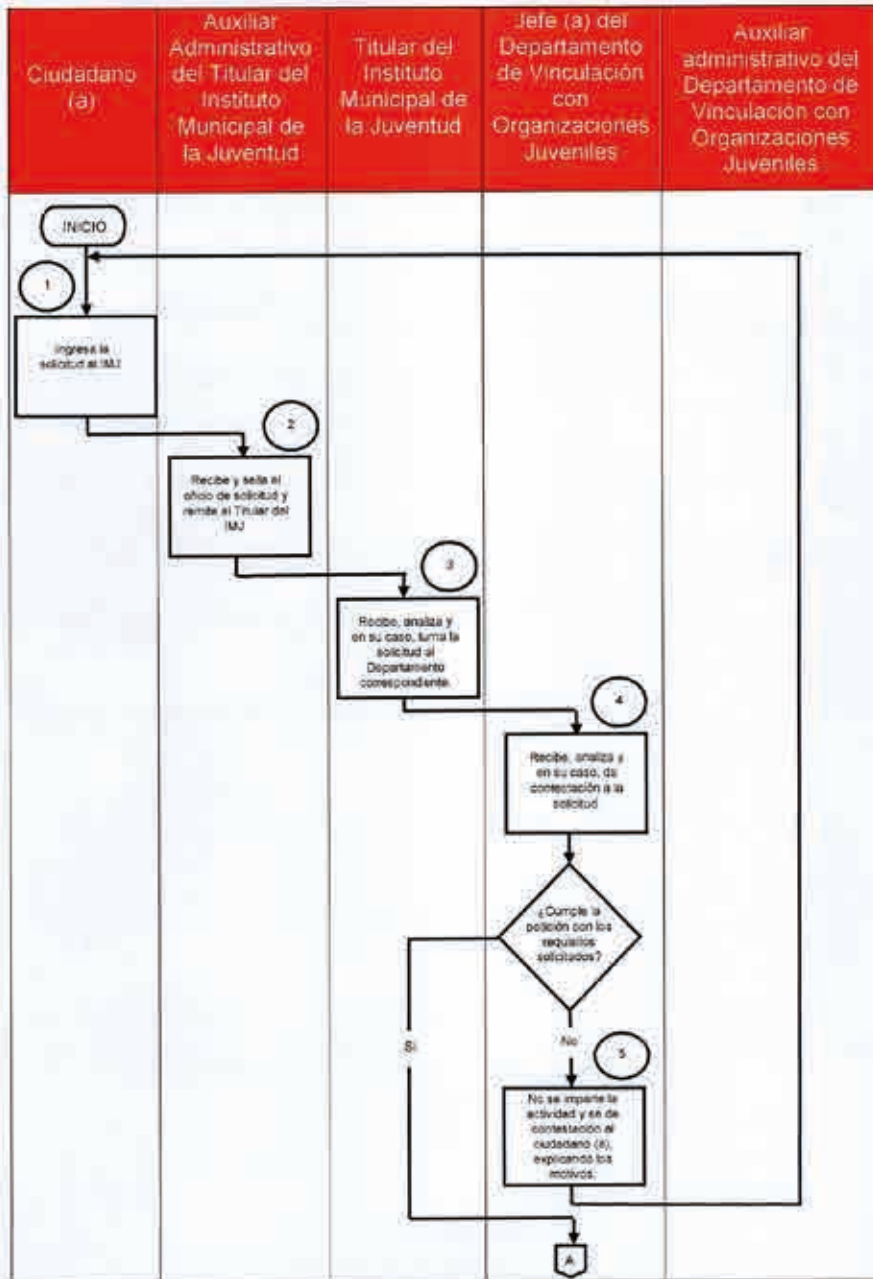 Ciudadano
(a)
Auxiliar
Administrativo
del Titular del
Instituto
Municipal de
la Juventud
Titular del
Instituto
Municipal de
la Juventud
Jefe (a) del
Departamento
de Vinculación
con
Organizaciones
Juveniles
Auxiliar
administrativo del
Departamento de
Vinculación con
Organizaciones
Juveniles
INICIO
1
Ingresa la
solicitud al IMJ
2
Recibe y sella el
oficio de solicitud y
remite al Titular del
IMJ
3
Recibe, analiza y
en su caso, turna la
solicitud al
Departamento
correspondiente.
4
Recibe, analiza y
en su caso, da
contestación a la
solicitud
¿Cumple la
petición con los
requisitos
solicitados?
Si
No
5
No se imparte la
actividad y se da
contestación al
ciudadano (a),
explicando los
motivos.
A